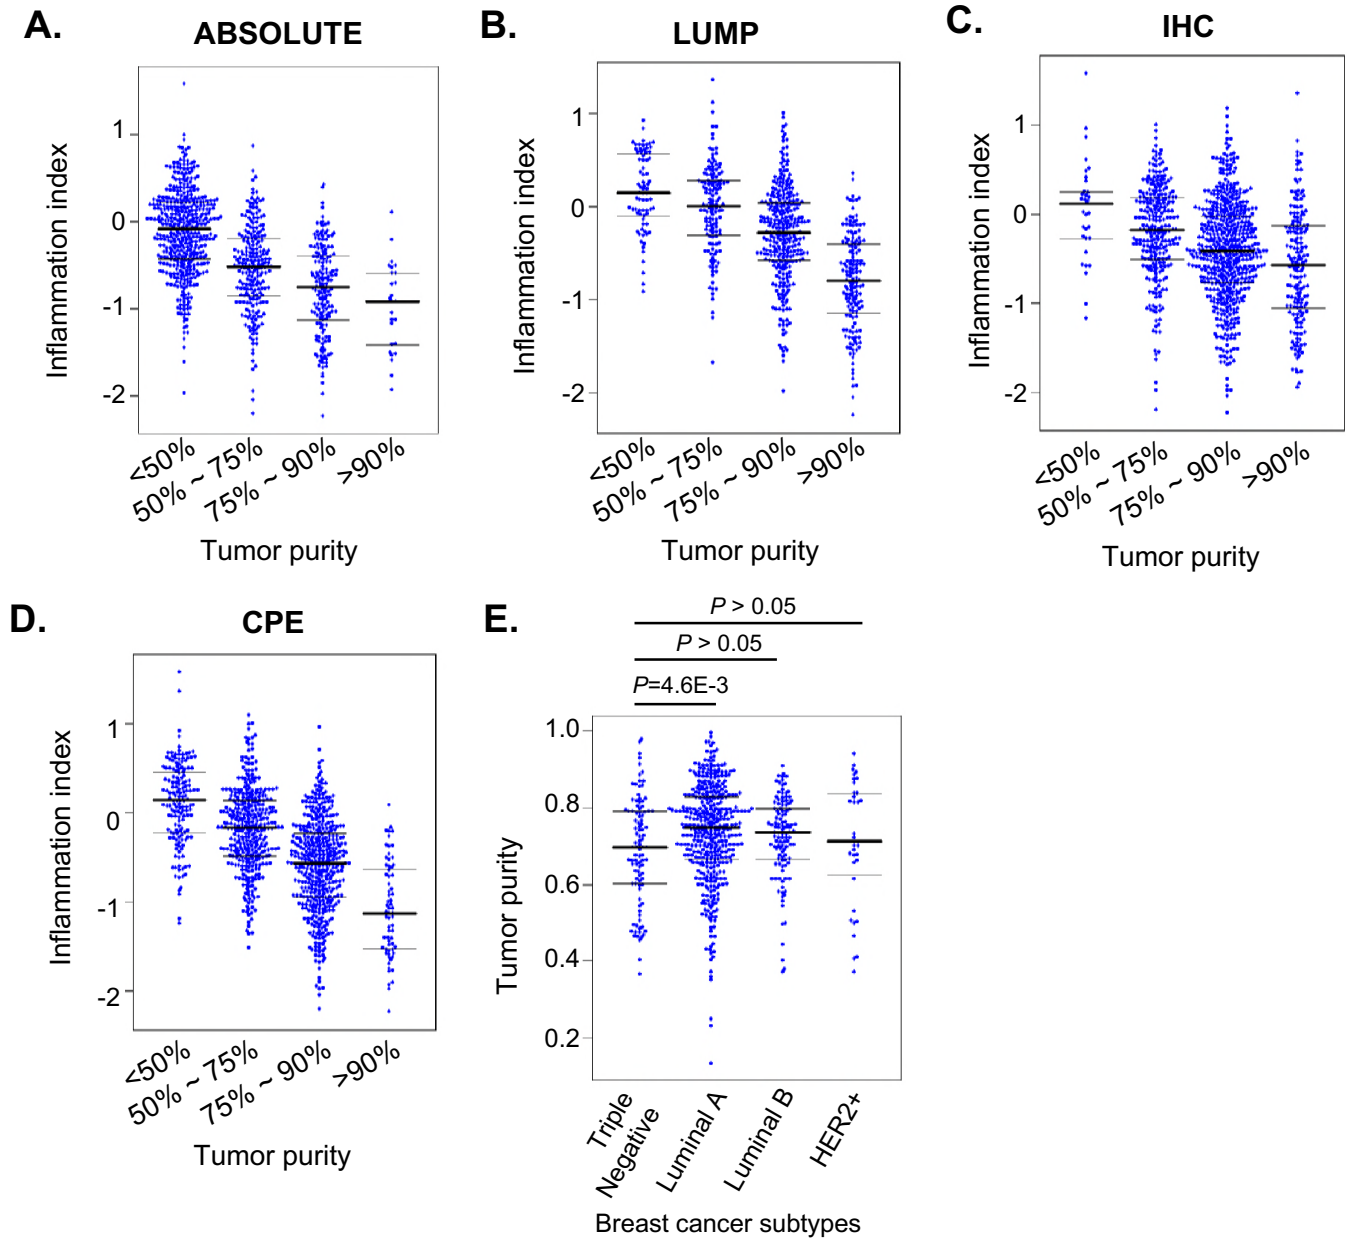 A.
ABSOLUTE
Inflammation index
1
0
-1
-2
<50%
50% ~ 75%
75% ~ 90%
>90%
Tumor purity
B.
LUMP
Inflammation index
1
0
-1
-2
<50%
50% ~ 75%
75% ~ 90%
>90%
Tumor purity
C.
IHC
Inflammation index
1
0
-1
-2
<50%
50% ~ 75%
75% ~ 90%
>90%
Tumor purity
D.
CPE
Inflammation index
1
0
-1
-2
<50%
50% ~ 75%
75% ~ 90%
>90%
Tumor purity
E.
P > 0.05
P > 0.05
P=4.6E-3
Tumor purity
1.0
0.8
0.6
0.4
0.2
Triple
Negative
Luminal A
Luminal B
HER2+
Breast cancer subtypes